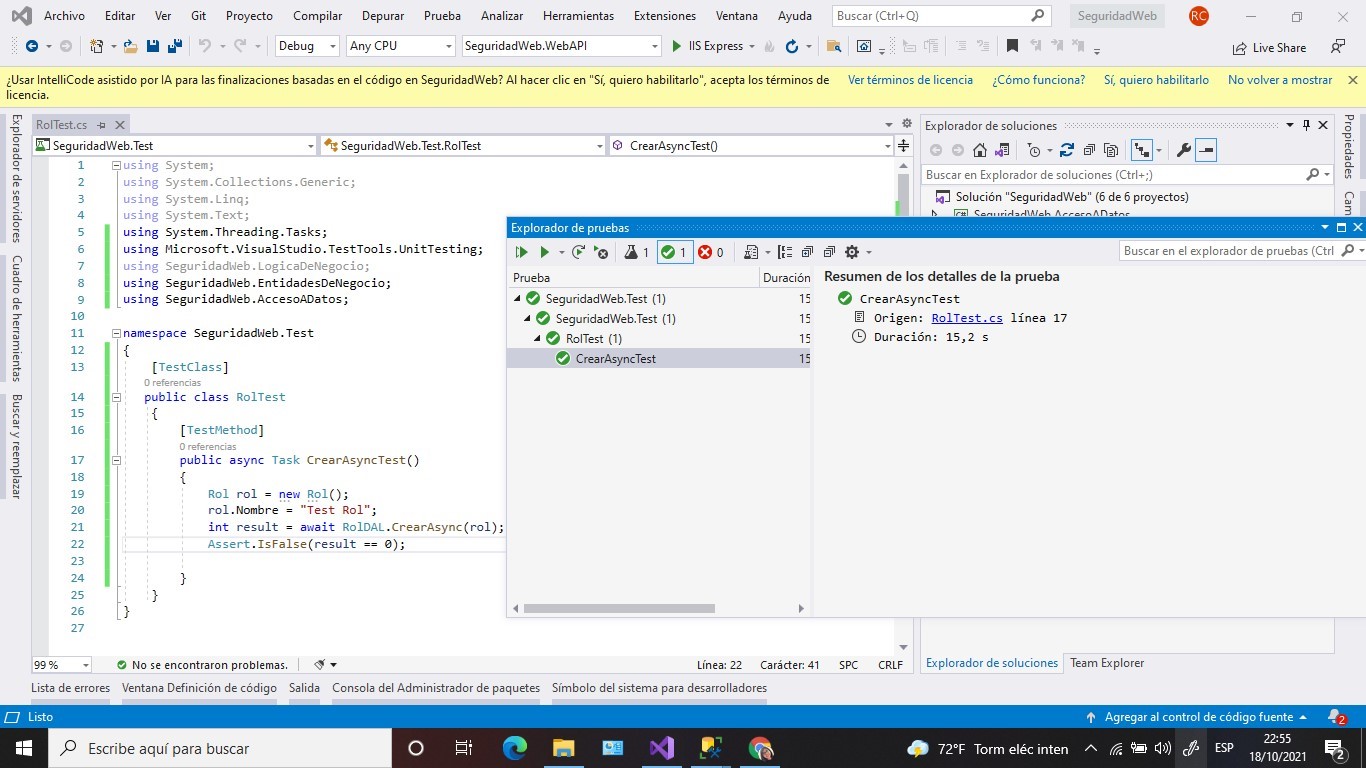 Archivo Editar Ver Git Proyecto Compilar Depurar Prueba Analizar Herramientas Extensiones Ventana Ayuda Buscar (Ctrl+Q) SeguridadWeb RC
Debug Any CPU SeguridadWeb.WebAPI IIS Express Live Share
¿Usar IntelliCode asistido por IA para las finalizaciones basadas en el código en SeguridadWeb? Al hacer clic en "Sí, quiero habilitarlo", acepta los términos de
licencia.
Ver términos de licencia ¿Cómo funciona? Sí, quiero habilitarlo No volver a mostrar
Explorador de servidores
Cuadro de herramientas
Buscar y reemplazar
RolTest.cs
SeguridadWeb.Test SeguridadWeb.Test.RolTest CrearAsyncTest()
1 using System;
2 using System.Collections.Generic;
3 using System.Linq;
4 using System.Text;
5 using System.Threading.Tasks;
6 using Microsoft.VisualStudio.TestTools.UnitTesting;
7 using SeguridadWeb.LogicaDeNegocio;
8 using SeguridadWeb.EntidadesDeNegocio;
9 using SeguridadWeb.AccesoADatos;
10
11 namespace SeguridadWeb.Test
12 {
13 [TestClass]
0 referencias
14 public class RolTest
15 {
16 [TestMethod]
0 referencias
17 public async Task CrearAsyncTest()
18 {
19 Rol rol = new Rol();
20 rol.Nombre = "Test Rol";
21 int result = await RolDAL.CrearAsync(rol);
22 Assert.IsFalse(result == 0);
23
24 }
25 }
26 }
27
Explorador de soluciones
Buscar en Explorador de soluciones (Ctrl+;)
Solución "SeguridadWeb" (6 de 6 proyectos)
SeguridadWeb.AccesoADatos
Propiedades
Cam
Explorador de pruebas
1 1 0 Buscar en el explorador de pruebas (Ctrl
Prueba Duración
SeguridadWeb.Test (1) 15
SeguridadWeb.Test (1) 15
RolTest (1) 15
CrearAsyncTest 15
Resumen de los detalles de la prueba
CrearAsyncTest
Origen: RolTest.cs línea 17
Duración: 15,2 s
99 % No se encontraron problemas. Línea: 22 Carácter: 41 SPC CRLF
Explorador de soluciones Team Explorer
Lista de errores Ventana Definición de código Salida Consola del Administrador de paquetes Símbolo del sistema para desarrolladores
Listo Agregar al control de código fuente 2
Escribe aquí para buscar 72°F Torm eléc inten ESP 22:55
18/10/2021 2